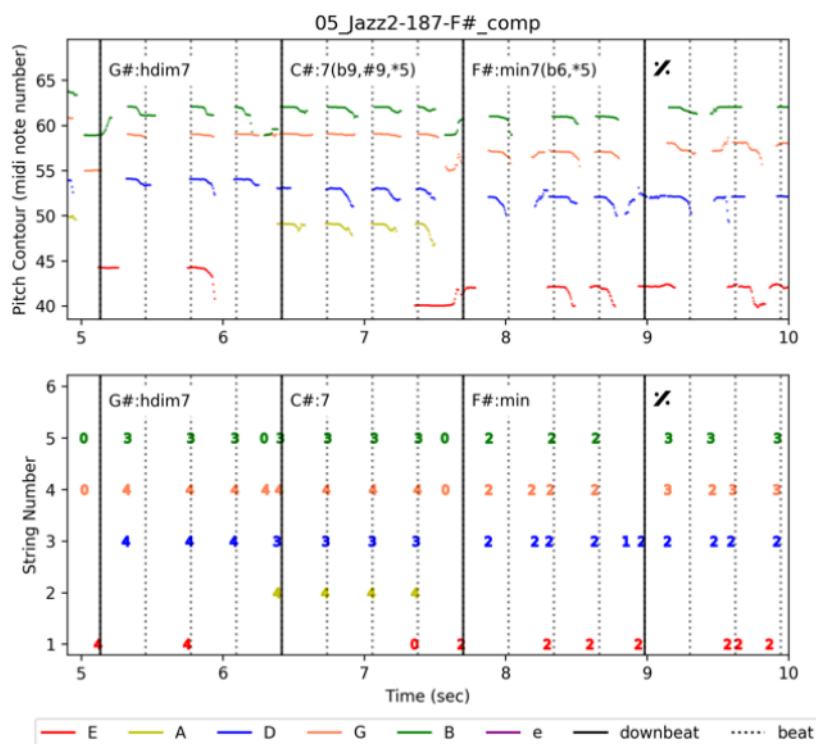 05_Jazz2-187-F#_comp
G#:hdim7 C#:7(b9,#9,*5) F#:min7(b6,*5) ٪
Pitch Contour (midi note number)
65
60
55
50
45
40
5 6 7 8 9 10
G#:hdim7 C#:7 F#:min ٪
String Number
6
5 0 3 3 3 0 3 3 3 3 0 2 2 2 3 3 3
4 0 4 4 4 4 4 4 4 4 0 2 2 2 2 3 2 3 3
3 4 4 4 3 3 3 3 2 2 2 2 1 2 2 2 2 2
2 4 4 4 4
1 4 4 0 2 2 2 2 2 2 2
5 6 7 8 9 10
Time (sec)
E A D G B e downbeat beat